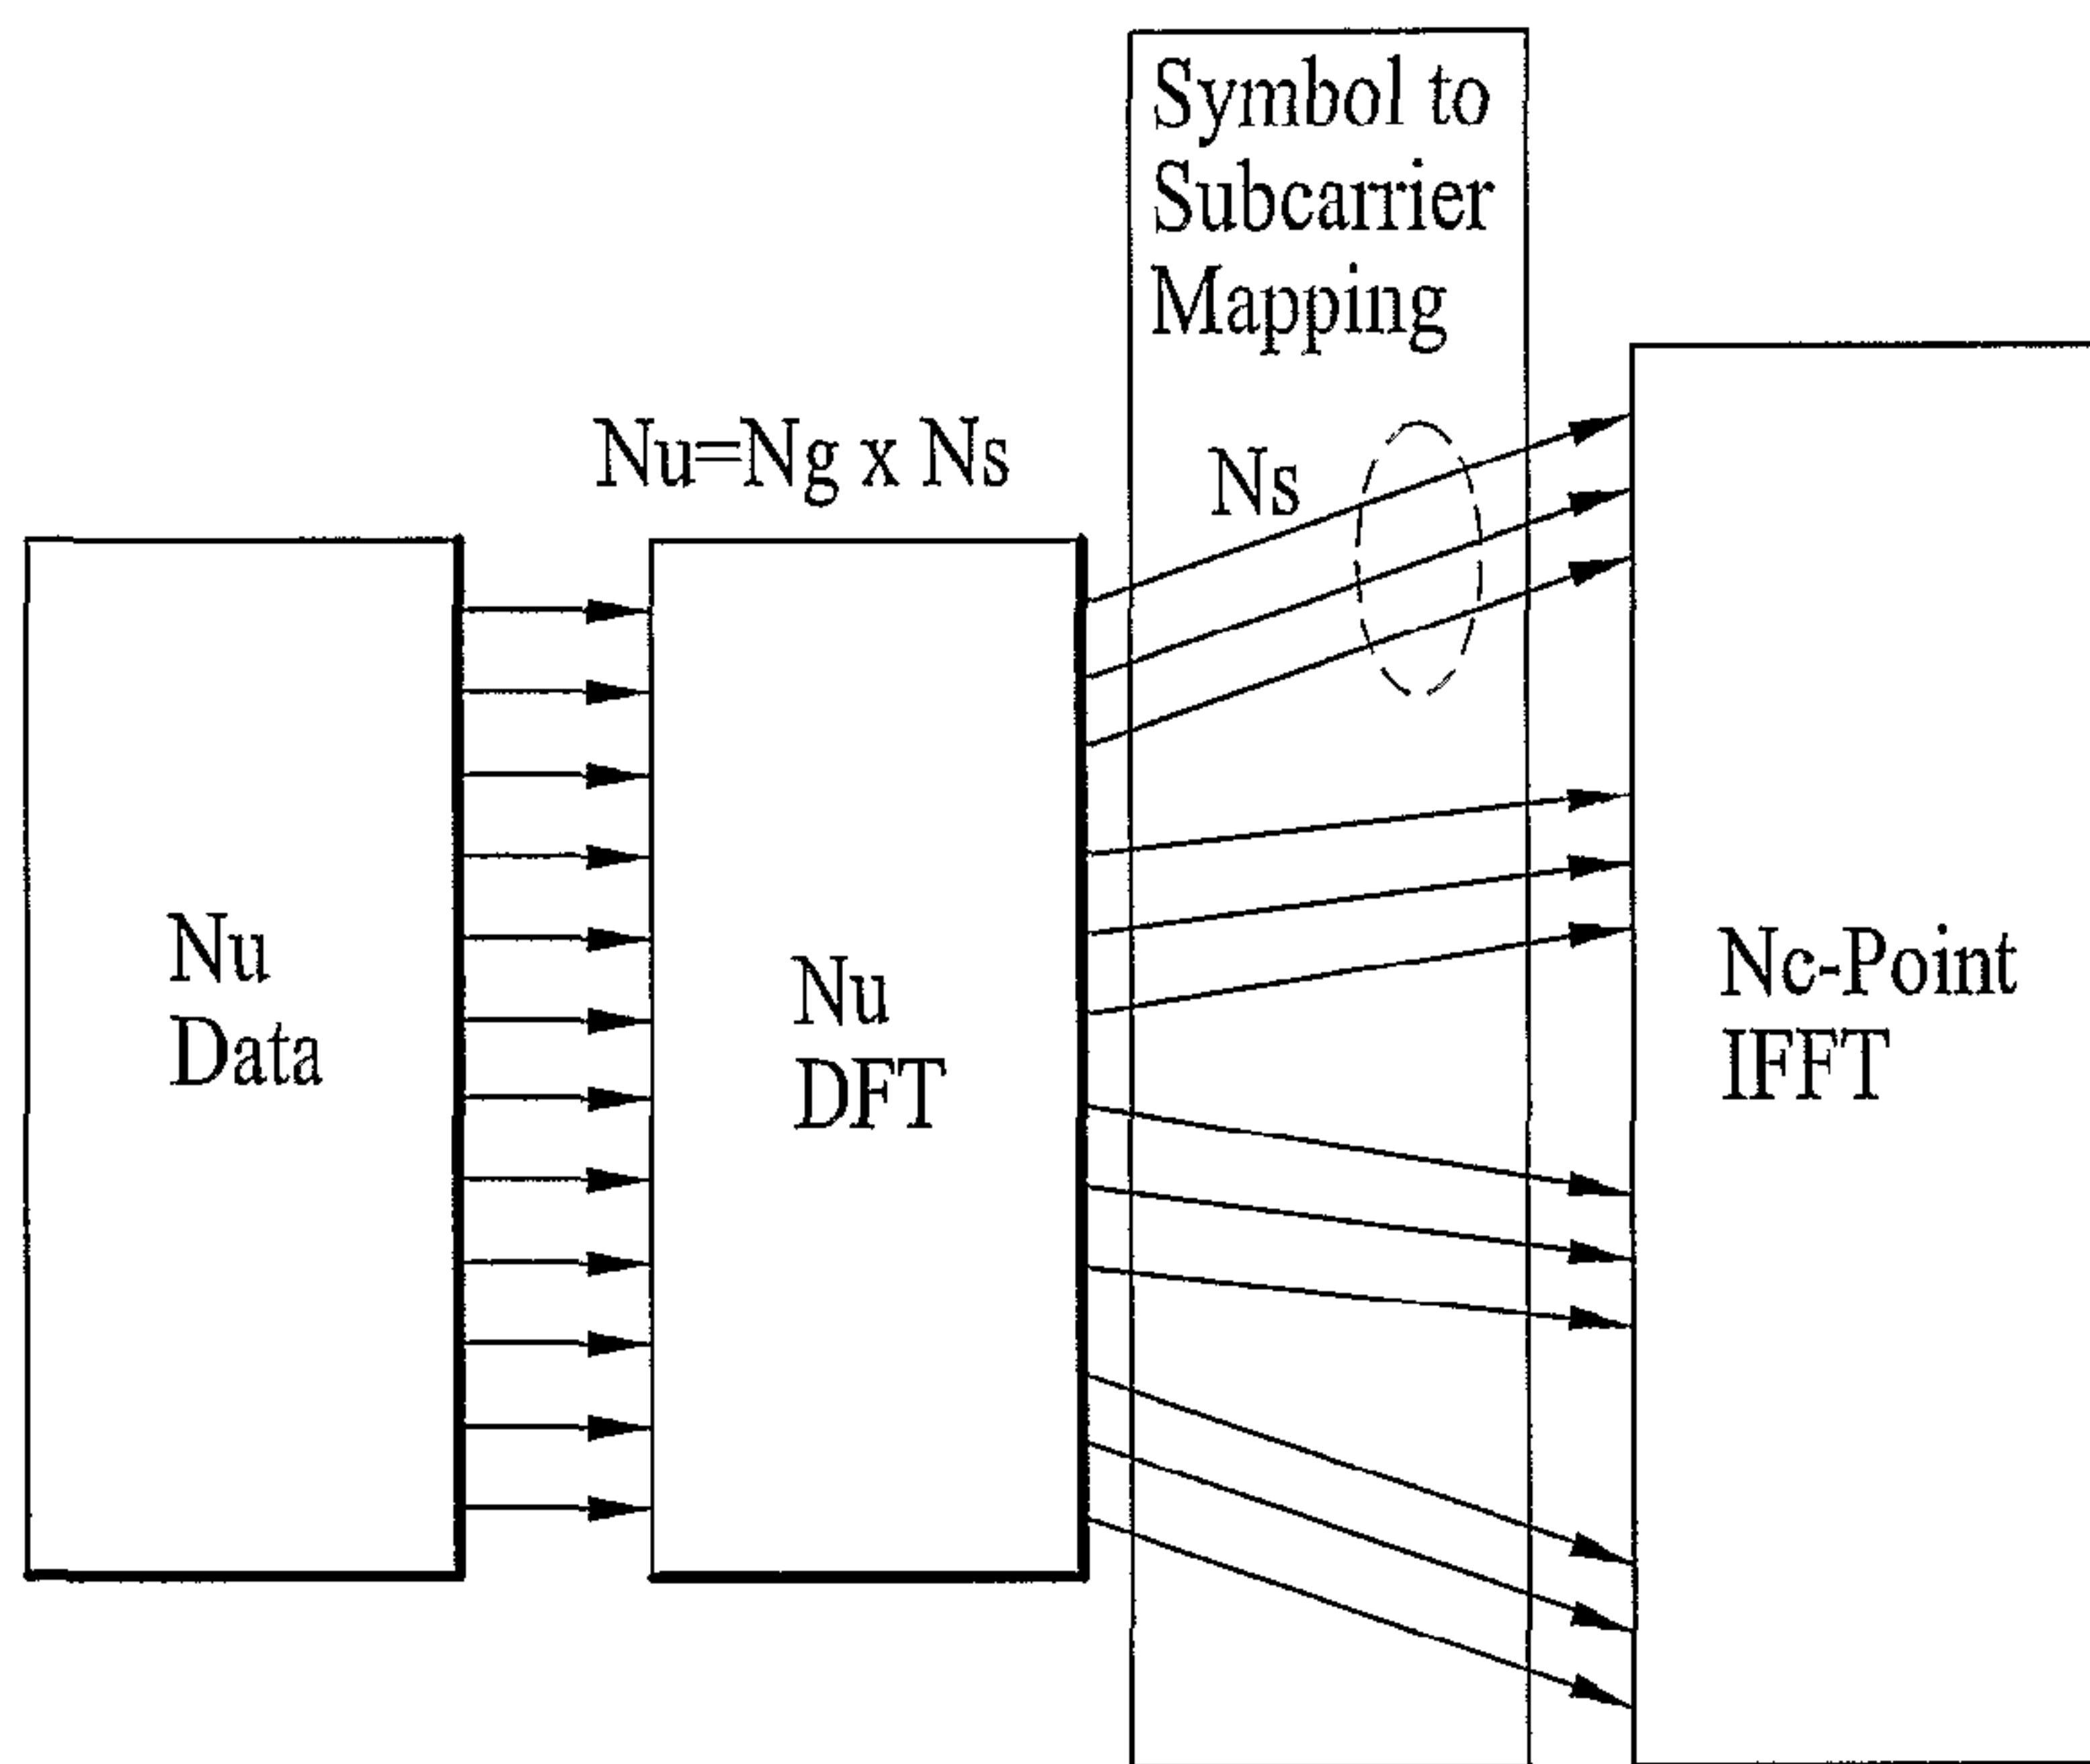 Symbol to
Subcarrier
Mapping
Nu=Ng x Ns
Ns
Nu
Data
Nu
DFT
Nc-Point
IFFT